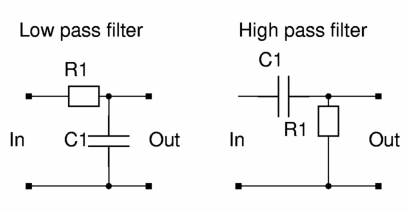 Low pass filter
R1
C1
In
Out
High pass filter
C1
R1
In
Out